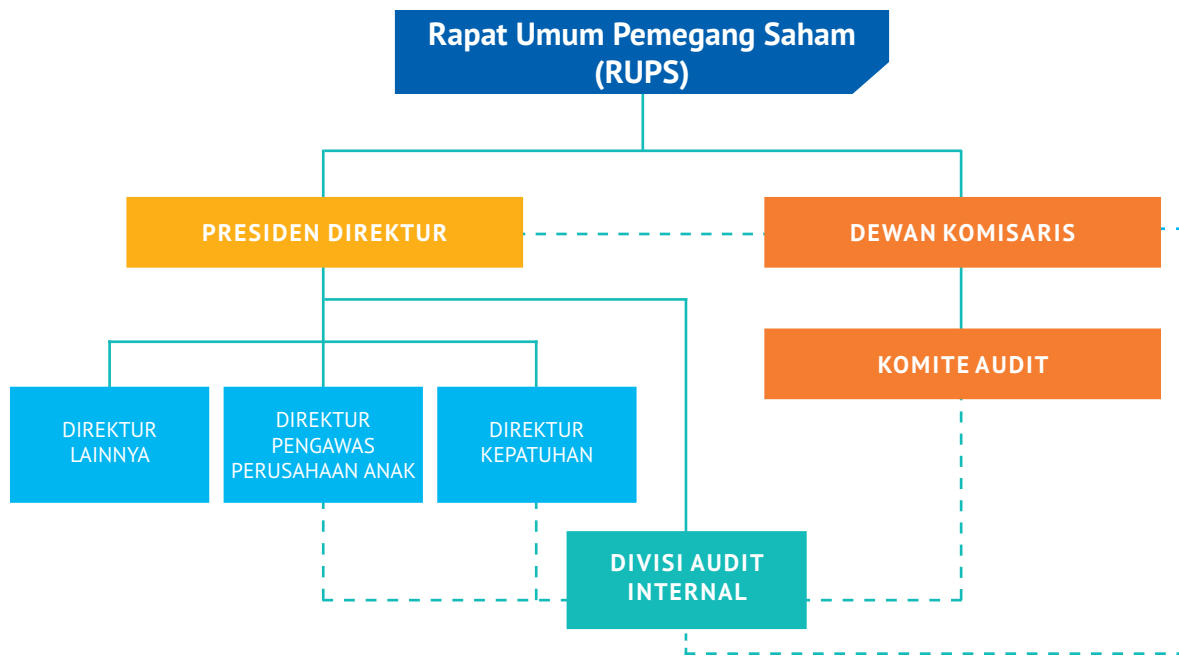 Rapat Umum Pemegang Saham
(RUPS)
PRESIDEN DIREKTUR
DEWAN KOMISARIS
KOMITE AUDIT
DIREKTUR
LAINNYA
DIREKTUR
PENGAWAS
PERUSAHAAN ANAK
DIREKTUR
KEPATUHAN
DIVISI AUDIT
INTERNAL